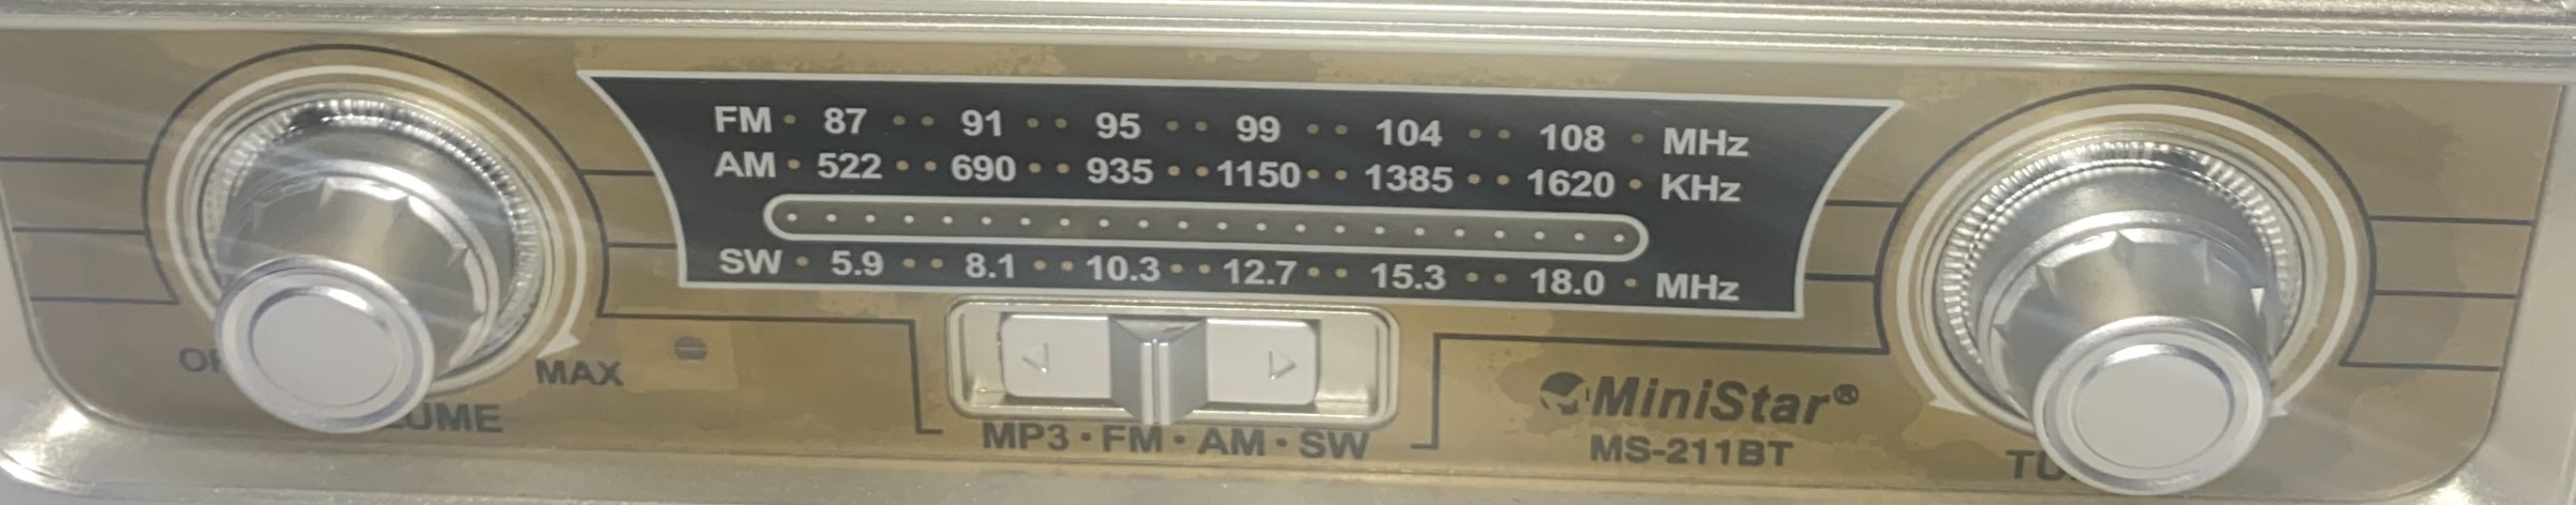 FM • 87 • • 91 • • 95 • • 99 • • 104 • • 108 • MHz
AM • 522 • • 690 • • 935 • • 1150 • • 1385 • • 1620 • KHz
SW • 5.9 • • 8.1 • • 10.3 • • 12.7 • • 15.3 • • 18.0 • MHz
MAX
MP3 • FM • AM • SW
MiniStar®
MS-211BT